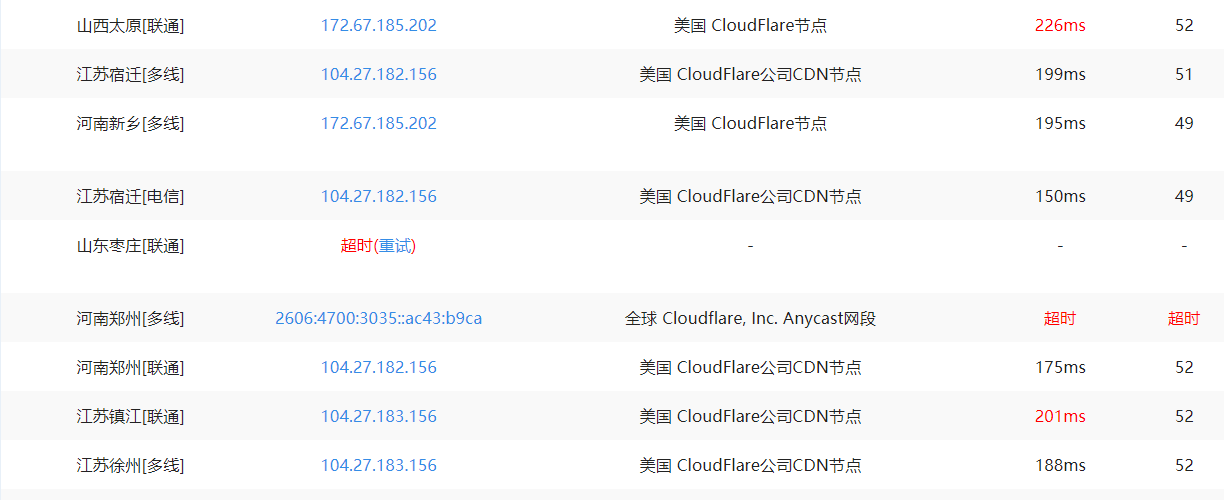 山西太原[联通] 172.67.185.202 美国 CloudFlare节点 226ms 52
江苏宿迁[多线] 104.27.182.156 美国 CloudFlare公司CDN节点 199ms 51
河南新乡[多线] 172.67.185.202 美国 CloudFlare节点 195ms 49
江苏宿迁[电信] 104.27.182.156 美国 CloudFlare公司CDN节点 150ms 49
山东枣庄[联通] 超时(重试) - - -
河南郑州[多线] 2606:4700:3035::ac43:b9ca 全球 Cloudflare, Inc. Anycast网段 超时 超时
河南郑州[联通] 104.27.182.156 美国 CloudFlare公司CDN节点 175ms 52
江苏镇江[联通] 104.27.183.156 美国 CloudFlare公司CDN节点 201ms 52
江苏徐州[多线] 104.27.183.156 美国 CloudFlare公司CDN节点 188ms 52